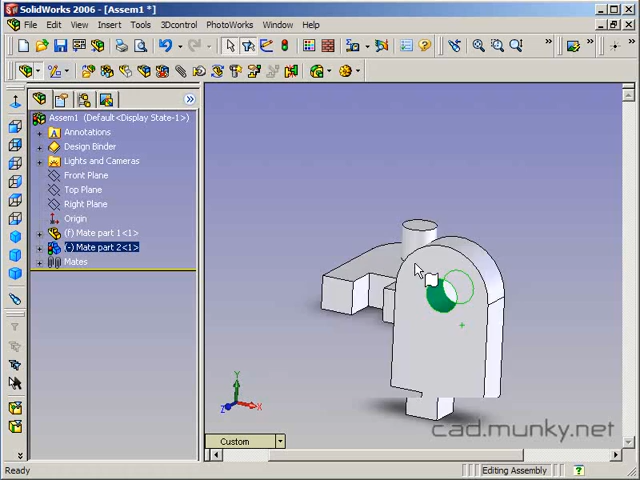 SolidWorks 2006 - [Assem1 *]
File Edit View Insert Tools 3Dcontrol PhotoWorks Window Help
Assem1 (Default<Display State-1>)
Annotations
Design Binder
Lights and Cameras
Front Plane
Top Plane
Right Plane
Origin
(f) Mate part 1<1>
(-) Mate part 2<1>
Mates
Y
Z X
cad.munky.net
Custom
Ready Editing Assembly ?